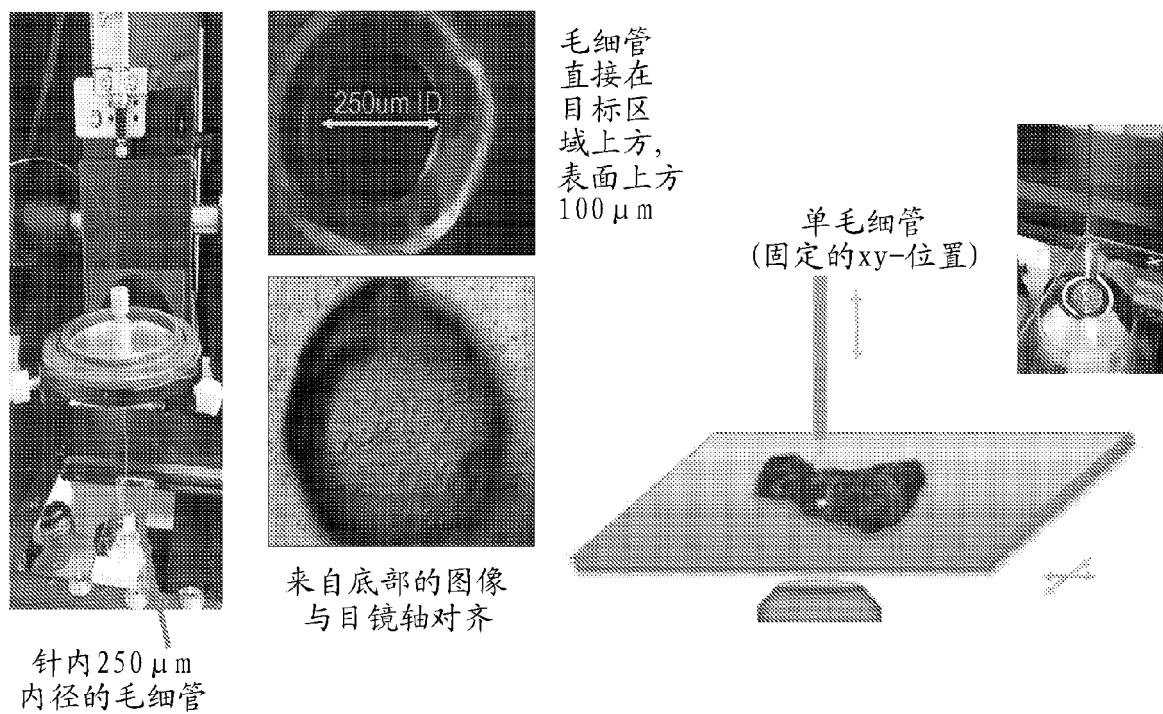 250um ID
毛细管
直接在
目标区
域上方，
表面上方
100μm
单毛细管
(固定的xy-位置)
来自底部的图像
与目镜轴对齐
针内250μm
内径的毛细管